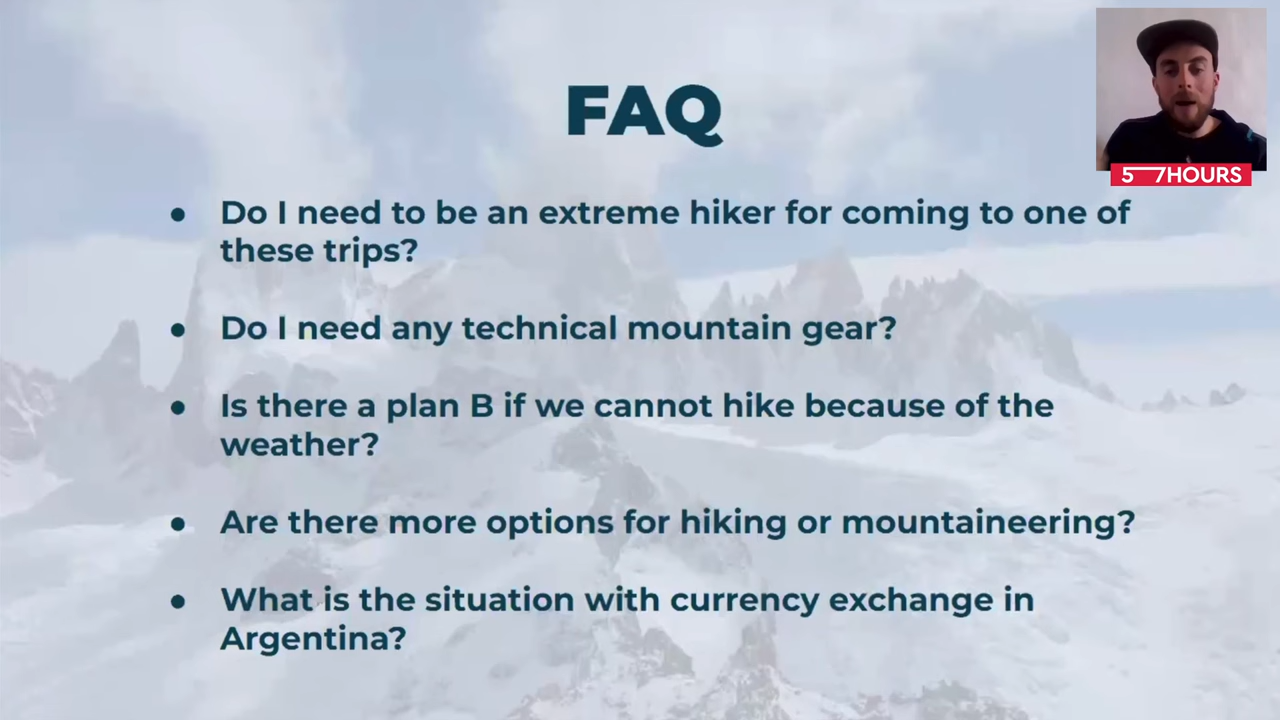 FAQ
5 7HOURS
● Do I need to be an extreme hiker for coming to one of
these trips?
● Do I need any technical mountain gear?
● Is there a plan B if we cannot hike because of the
weather?
● Are there more options for hiking or mountaineering?
● What is the situation with currency exchange in
Argentina?